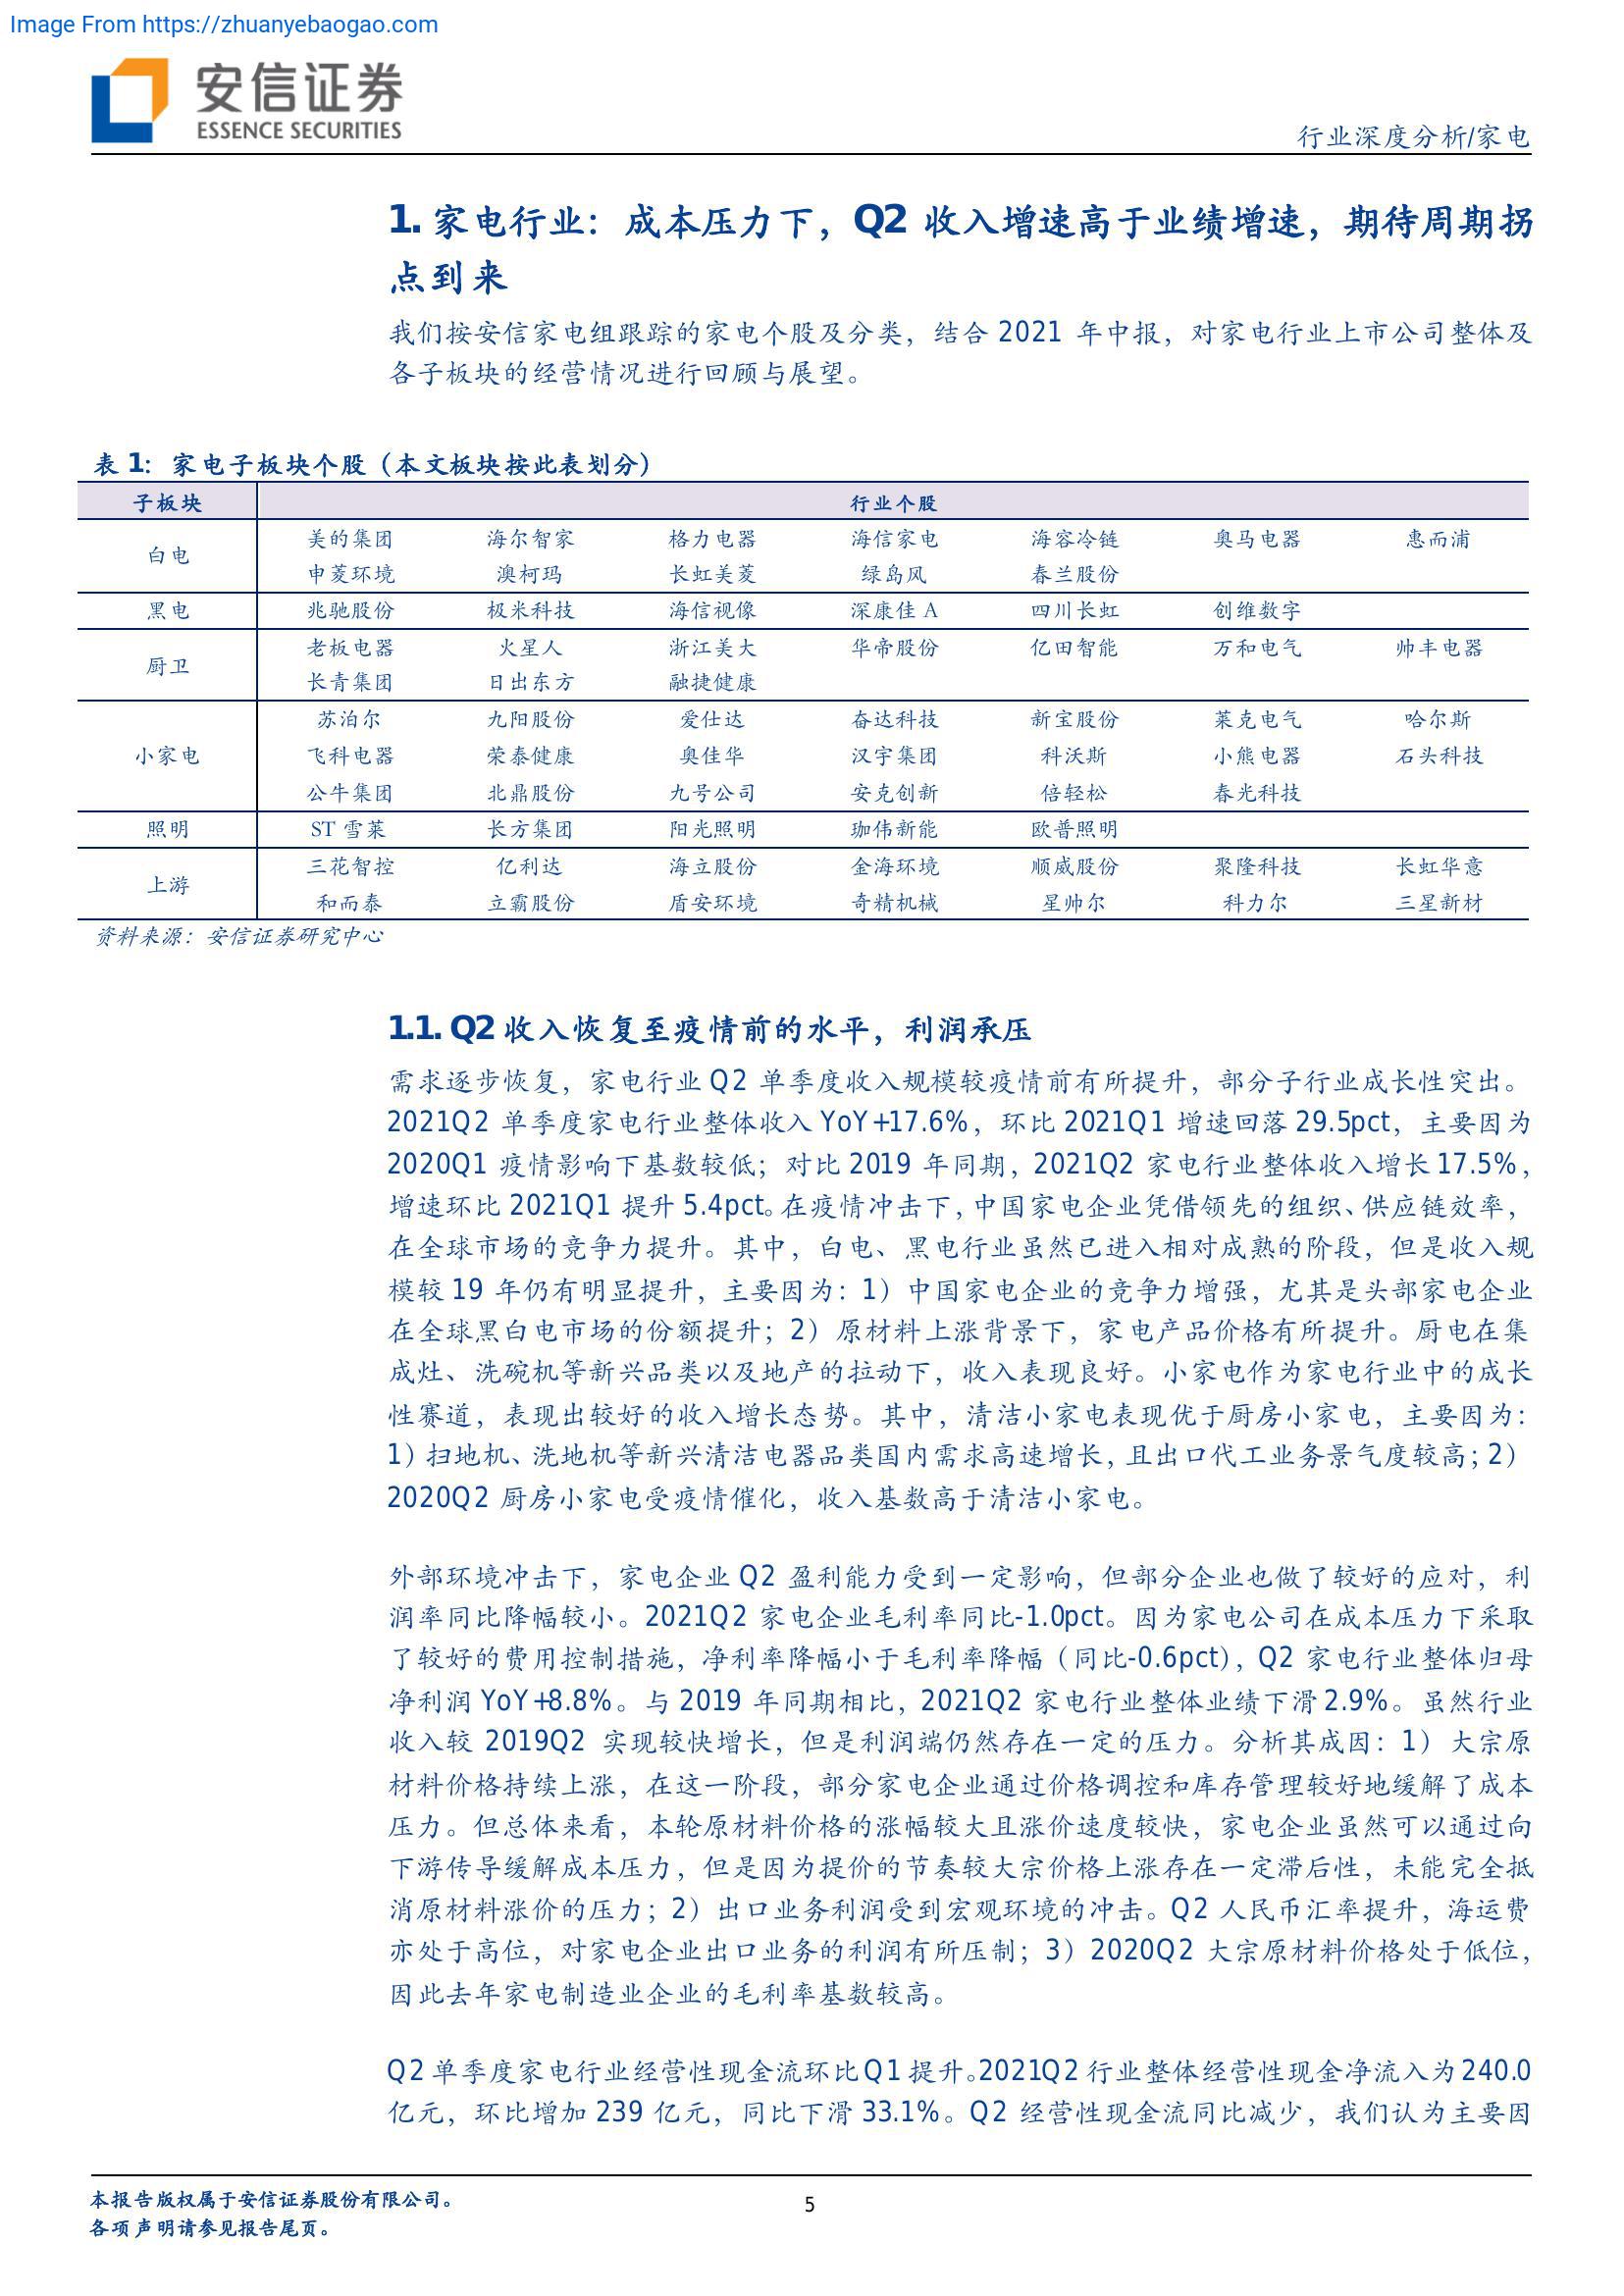 Image From https://zhuanyebaogao.com
安信证券
ESSENCE SECURITIES
行业深度分析/家电
1. 家电行业：成本压力下，Q2 收入增速高于业绩增速，期待周期拐
点到来
我们按安信家电组跟踪的家电个股及分类，结合 2021 年中报，对家电行业上市公司整体及
各子板块的经营情况进行回顾与展望。
表 1：家电子板块个股（本文板块按此表划分）
子板块 行业个股
白电 美的集团 海尔智家 格力电器 海信家电 海容冷链 奥马电器 惠而浦
申菱环境 澳柯玛 长虹美菱 绿岛风 春兰股份
黑电 兆驰股份 极米科技 海信视像 深康佳 A 四川长虹 创维数字
厨卫 老板电器 火星人 浙江美大 华帝股份 亿田智能 万和电气 帅丰电器
长青集团 日出东方 融捷健康
小家电 苏泊尔 九阳股份 爱仕达 奋达科技 新宝股份 莱克电气 哈尔斯
飞科电器 荣泰健康 奥佳华 汉宇集团 科沃斯 小熊电器 石头科技
公牛集团 北鼎股份 九号公司 安克创新 倍轻松 春光科技
照明 ST 雪莱 长方集团 阳光照明 珈伟新能 欧普照明
上游 三花智控 亿利达 海立股份 金海环境 顺威股份 聚隆科技 长虹华意
和而泰 立霸股份 盾安环境 奇精机械 星帅尔 科力尔 三星新材
资料来源：安信证券研究中心
1.1. Q2 收入恢复至疫情前的水平，利润承压
需求逐步恢复，家电行业 Q2 单季度收入规模较疫情前有所提升，部分子行业成长性突出。
2021Q2 单季度家电行业整体收入 YoY+17.6%，环比 2021Q1 增速回落 29.5pct，主要因为
2020Q1 疫情影响下基数较低；对比 2019 年同期，2021Q2 家电行业整体收入增长 17.5%，
增速环比 2021Q1 提升 5.4pct。在疫情冲击下，中国家电企业凭借领先的组织、供应链效率，
在全球市场的竞争力提升。其中，白电、黑电行业虽然已进入相对成熟的阶段，但是收入规
模较 19 年仍有明显提升，主要因为：1）中国家电企业的竞争力增强，尤其是头部家电企业
在全球黑白电市场的份额提升；2）原材料上涨背景下，家电产品价格有所提升。厨电在集
成灶、洗碗机等新兴品类以及地产的拉动下，收入表现良好。小家电作为家电行业中的成长
性赛道，表现出较好的收入增长态势。其中，清洁小家电表现优于厨房小家电，主要因为：
1）扫地机、洗地机等新兴清洁电器品类国内需求高速增长，且出口代工业务景气度较高；2）
2020Q2 厨房小家电受疫情催化，收入基数高于清洁小家电。
外部环境冲击下，家电企业 Q2 盈利能力受到一定影响，但部分企业也做了较好的应对，利
润率同比降幅较小。2021Q2 家电企业毛利率同比-1.0pct。因为家电公司在成本压力下采取
了较好的费用控制措施，净利率降幅小于毛利率降幅（同比-0.6pct），Q2 家电行业整体归母
净利润 YoY+8.8%。与 2019 年同期相比，2021Q2 家电行业整体业绩下滑 2.9%。虽然行业
收入较 2019Q2 实现较快增长，但是利润端仍然存在一定的压力。分析其成因：1）大宗原
材料价格持续上涨，在这一阶段，部分家电企业通过价格调控和库存管理较好地缓解了成本
压力。但总体来看，本轮原材料价格的涨幅较大且涨价速度较快，家电企业虽然可以通过向
下游传导缓解成本压力，但是因为提价的节奏较大宗价格上涨存在一定滞后性，未能完全抵
消原材料涨价的压力；2）出口业务利润受到宏观环境的冲击。Q2 人民币汇率提升，海运费
亦处于高位，对家电企业出口业务的利润有所压制；3）2020Q2 大宗原材料价格处于低位，
因此去年家电制造业企业的毛利率基数较高。
Q2 单季度家电行业经营性现金流环比 Q1 提升。2021Q2 行业整体经营性现金净流入为 240.0
亿元，环比增加 239 亿元，同比下滑 33.1%。Q2 经营性现金流同比减少，我们认为主要因
本报告版权属于安信证券股份有限公司。
各项声明请参见报告尾页。
5